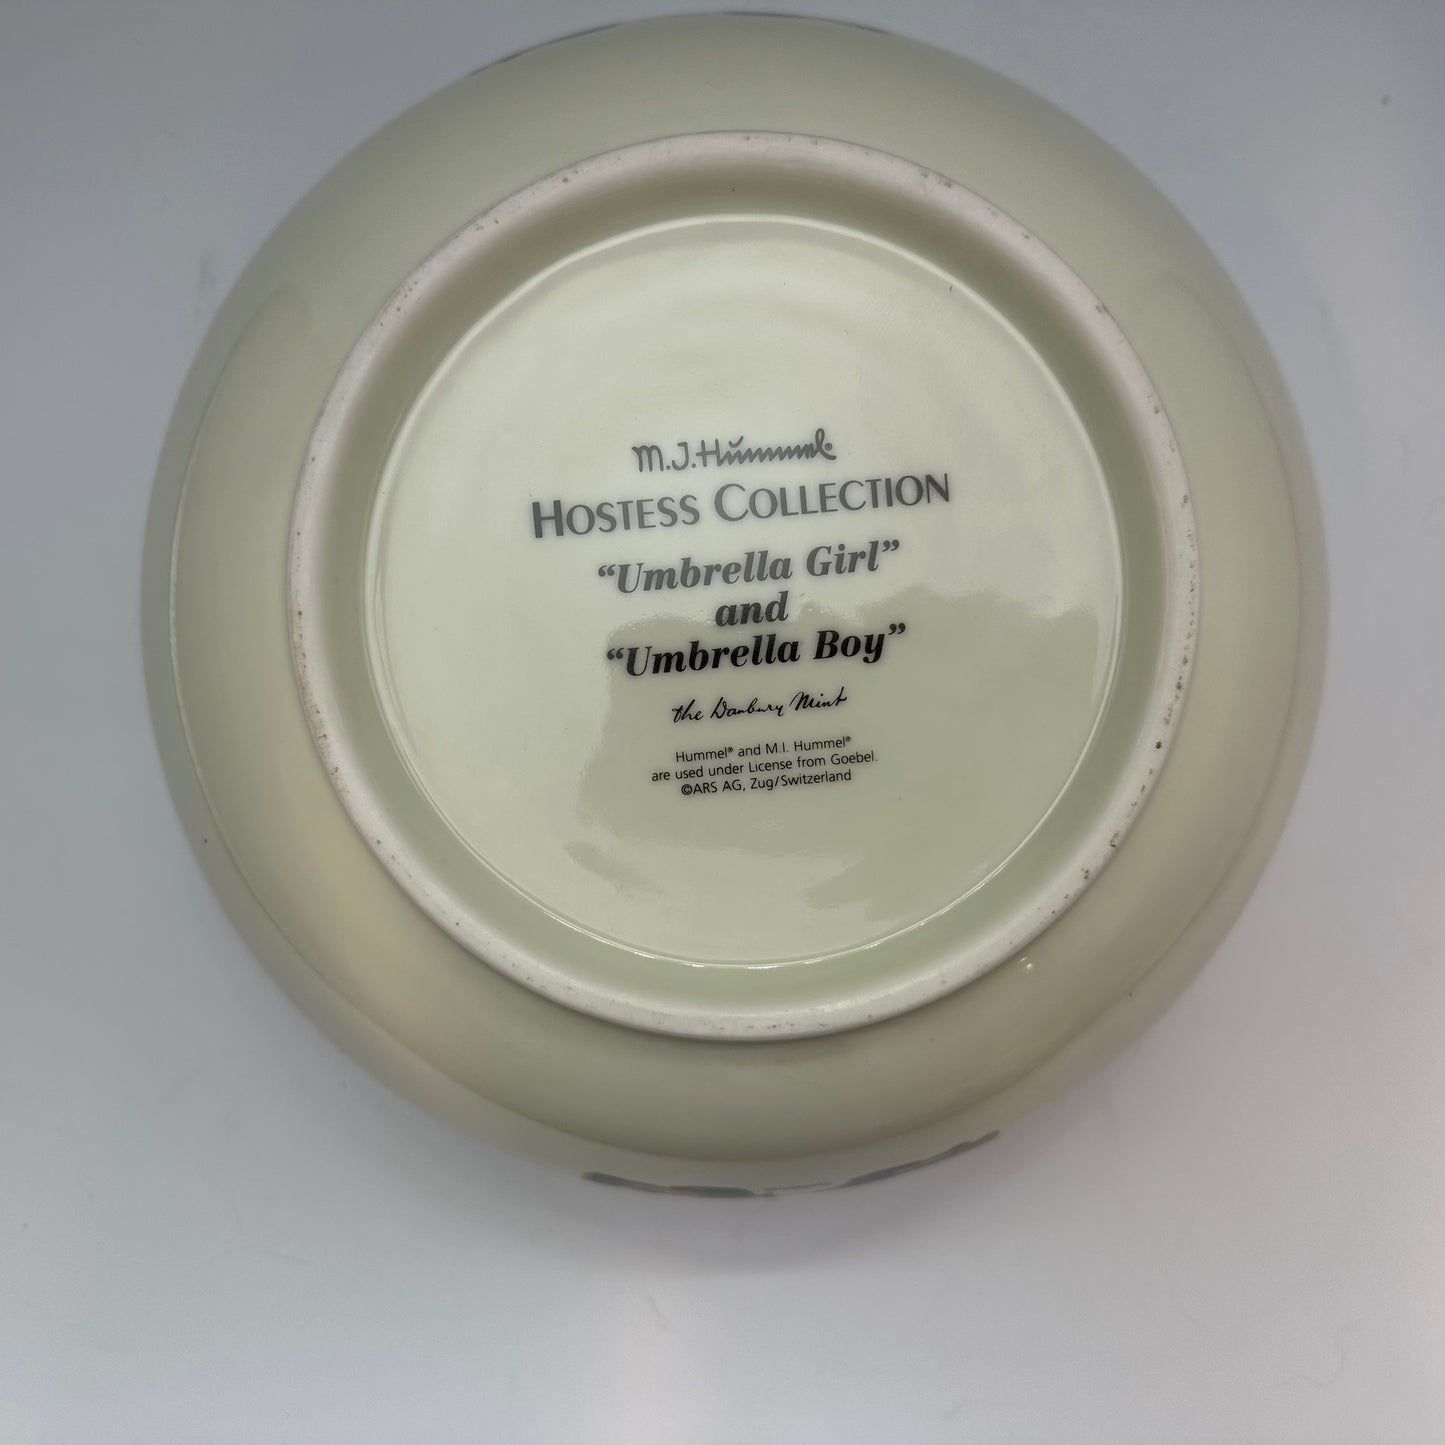 M.J. Hummel®
HOSTESS COLLECTION
“Umbrella Girl”
and
“Umbrella Boy”
the Danbury Mint
Hummel® and M.I. Hummel®
are used under License from Goebel.
©ARS AG, Zug/Switzerland